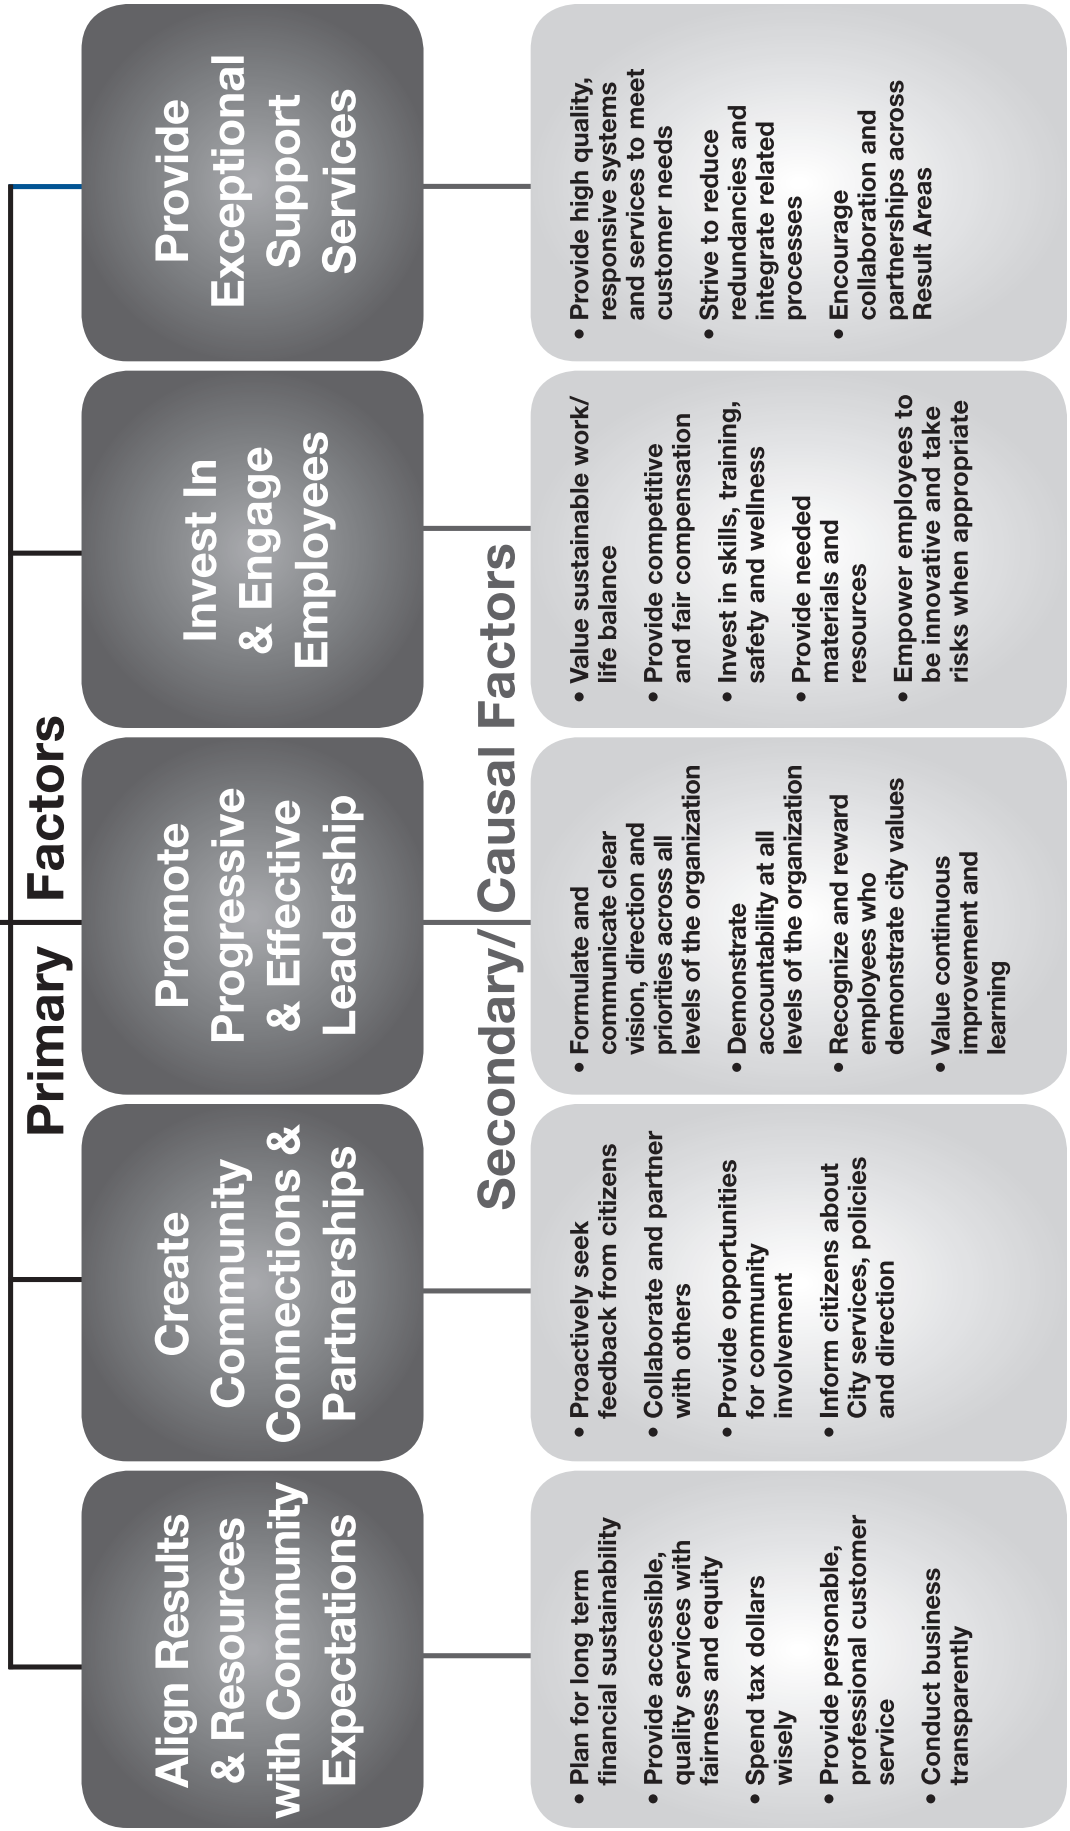 Primary Factors
Align Results
& Resources
with Community
Expectations
Create
Community
Connections &
Partnerships
Promote
Progressive
& Effective
Leadership
Invest In
& Engage
Employees
Provide
Exceptional
Support
Services
Secondary/ Causal Factors
• Plan for long term
financial sustainability
• Provide accessible,
quality services with
fairness and equity
• Spend tax dollars
wisely
• Provide personable,
professional customer
service
• Conduct business
transparently
• Proactively seek
feedback from citizens
• Collaborate and partner
with others
• Provide opportunities
for community
involvement
• Inform citizens about
City services, policies
and direction
• Formulate and
communicate clear
vision, direction and
priorities across all
levels of the organization
• Demonstrate
accountability at all
levels of the organization
• Recognize and reward
employees who
demonstrate city values
• Value continuous
improvement and
learning
• Value sustainable work/
life balance
• Provide competitive
and fair compensation
• Invest in skills, training,
safety and wellness
• Provide needed
materials and
resources
• Empower employees to
be innovative and take
risks when appropriate
• Provide high quality,
responsive systems
and services to meet
customer needs
• Strive to reduce
redundancies and
integrate related
processes
• Encourage
collaboration and
partnerships across
Result Areas